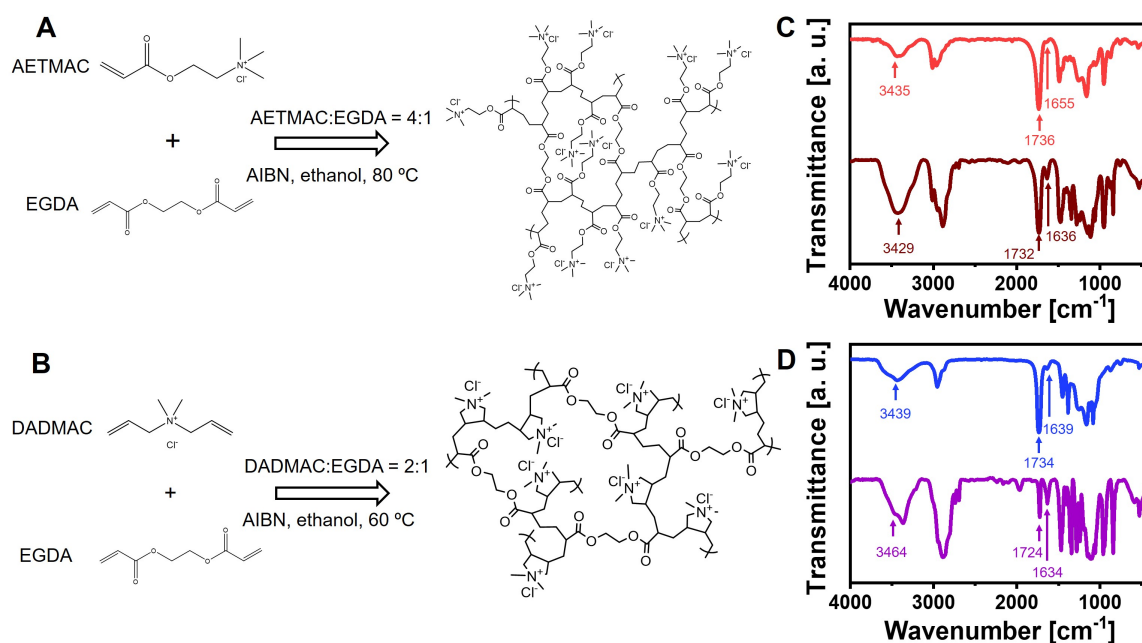 A
AETMAC
N⁺
Cl⁻
+
EGDA
AETMAC:EGDA = 4:1
AIBN, ethanol, 80 ºC
B
DADMAC
N⁺
Cl⁻
+
EGDA
DADMAC:EGDA = 2:1
AIBN, ethanol, 60 ºC
C
Transmittance [a. u.]
3435
1655
1736
3429
1636
1732
4000 3000 2000 1000
Wavenumber [cm⁻¹]
D
Transmittance [a. u.]
3439
1639
1734
3464
1724
1634
4000 3000 2000 1000
Wavenumber [cm⁻¹]